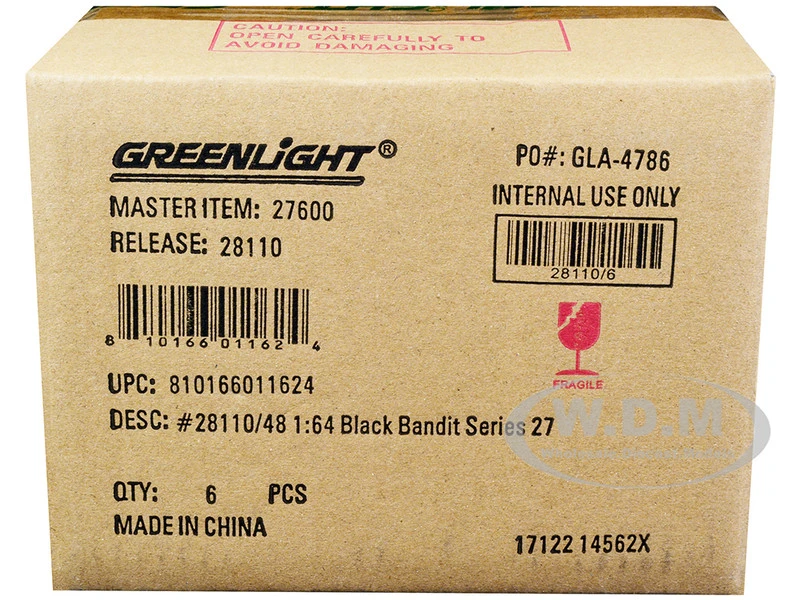 CAUTION:
OPEN CAREFULLY TO
AVOID DAMAGING
GREENLIGHT®
MASTER ITEM: 27600
RELEASE: 28110
8 10166 01162 4
UPC: 810166011624
DESC: #28110/48 1:64 Black Bandit Series 27
QTY: 6 PCS
MADE IN CHINA
PO#: GLA-4786
INTERNAL USE ONLY
28110/6
FRAGILE
W.D.M
17122 14562X